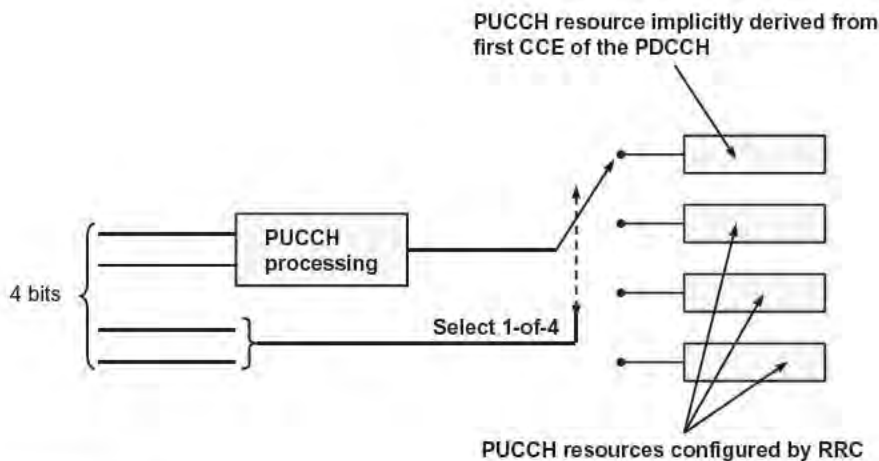 PUCCH resource implicitly derived from
first CCE of the PDCCH
PUCCH
processing
4 bits
Select 1-of-4
PUCCH resources configured by RRC